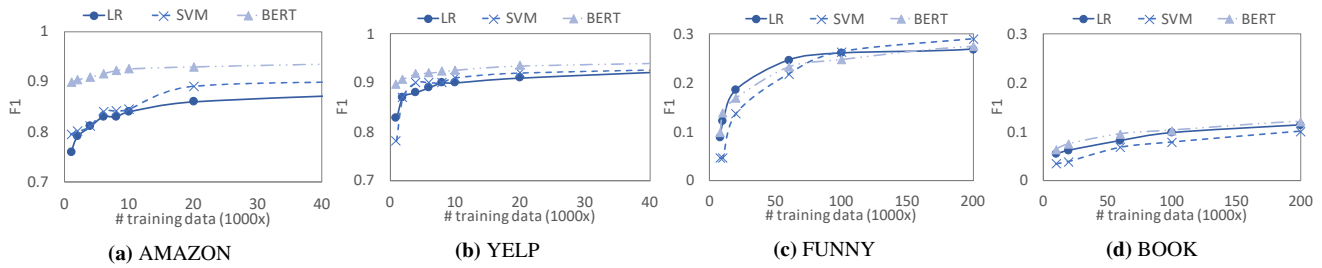 LR SVM BERT
1
0.9
0.8
0.7
F1
0 10 20 30 40
# training data (1000x)
(a) AMAZON
LR SVM BERT
1
0.9
0.8
0.7
F1
0 10 20 30 40
# training data (1000x)
(b) YELP
LR SVM BERT
0.3
0.2
0.1
0
F1
0 50 100 150 200
# training data (1000x)
(c) FUNNY
LR SVM BERT
0.3
0.2
0.1
0
F1
0 50 100 150 200
# training data (1000x)
(d) BOOK